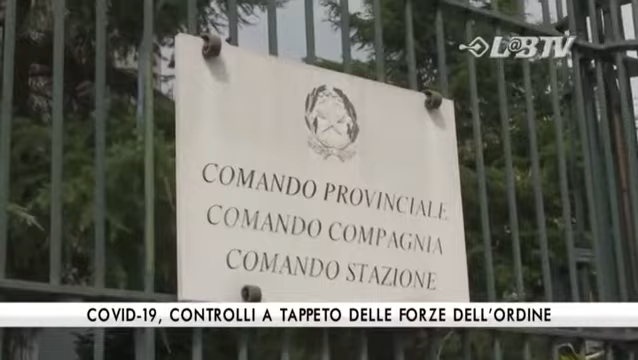 L@BTV
COMANDO PROVINCIALE
COMANDO COMPAGNIA
COMANDO STAZIONE
COVID-19, CONTROLLI A TAPPETO DELLE FORZE DELL'ORDINE